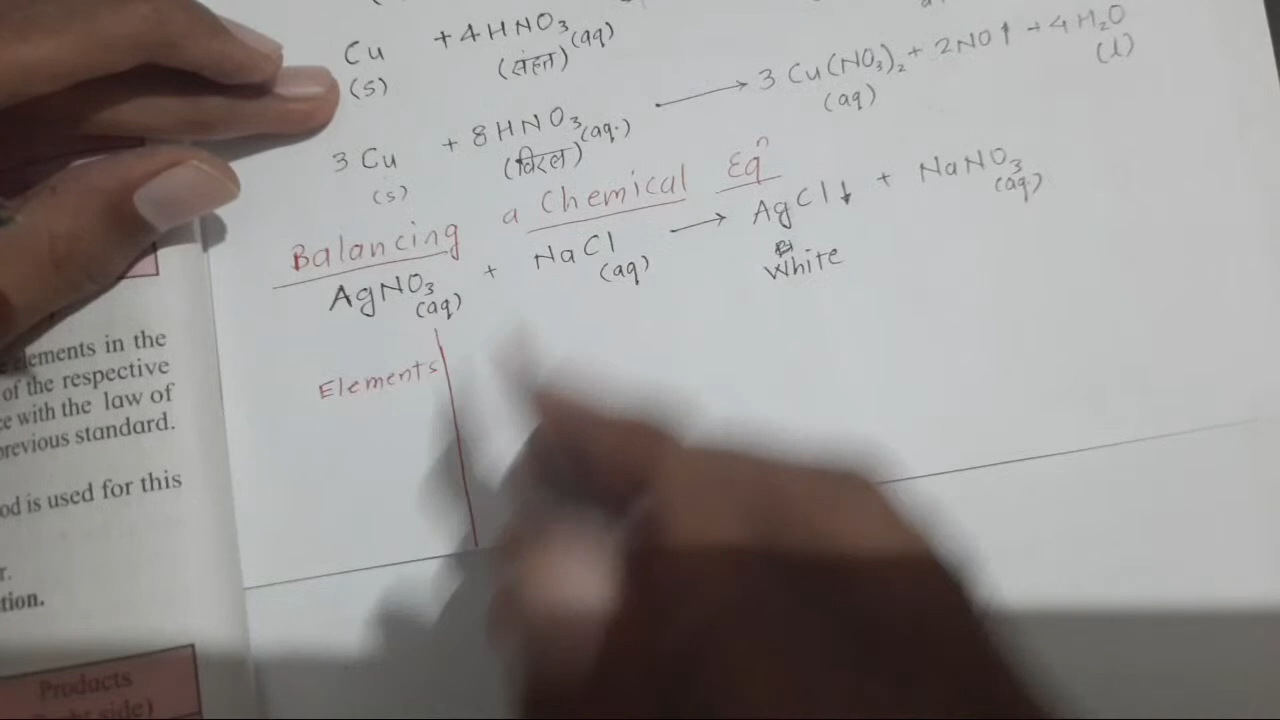 Cu + 4HNO3(aq)
(s) (संहत)
3Cu + 8HNO3(aq.) → 3Cu(NO3)2 + 2NO↑ + 4H2O
(s) (विरल) (aq) (l)
Balancing a Chemical Eqn
AgNO3 + NaCl → AgCl↓ + NaNO3
(aq) (aq) White (aq)
Elements
elements in the
of the respective
with the law of
previous standard.
is used for this
Products
side)